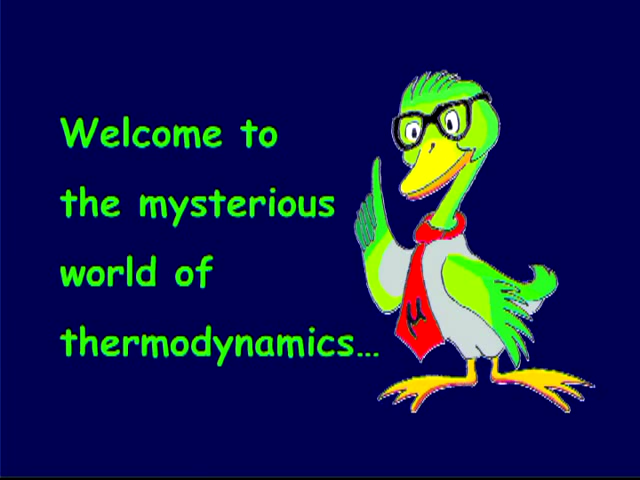 Welcome to
the mysterious
world of
thermodynamics...
μ